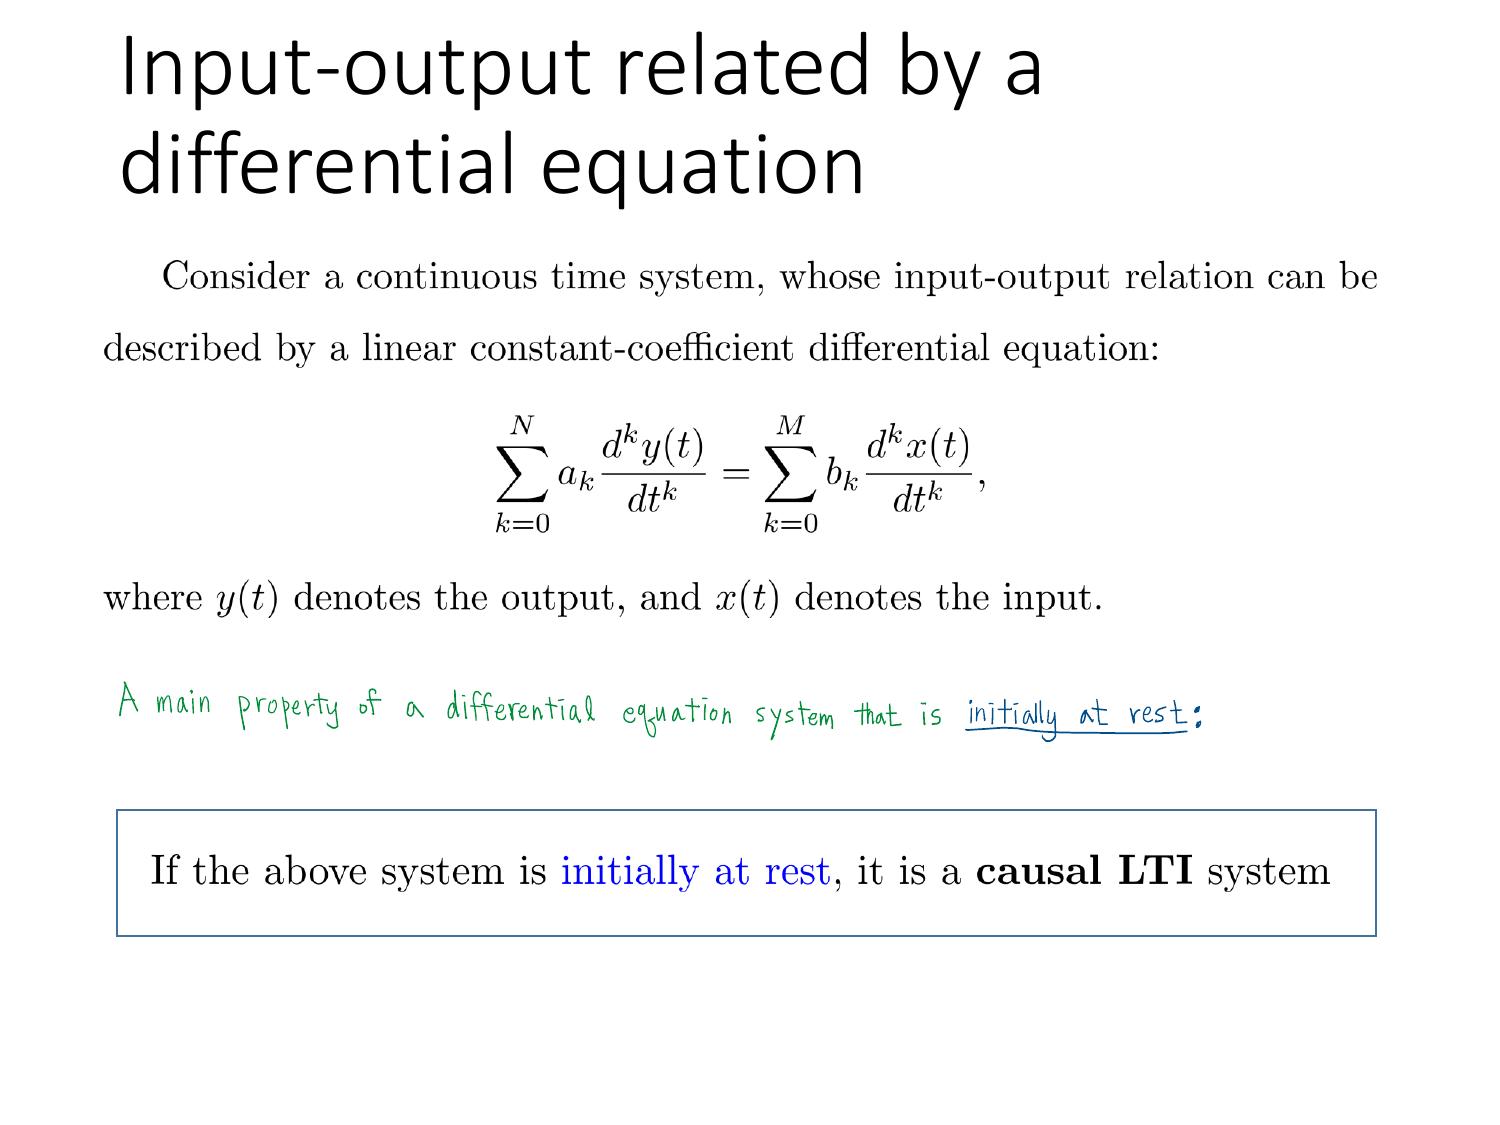 Input-output related by a
differential equation
Consider a continuous time system, whose input-output relation can be
described by a linear constant-coefficient differential equation:
$$\sum_{k=0}^{N} a_k \frac{d^k y(t)}{dt^k} = \sum_{k=0}^{M} b_k \frac{d^k x(t)}{dt^k},$$
where y(t) denotes the output, and x(t) denotes the input.
A main property of a differential equation system that is initially at rest:
If the above system is initially at rest, it is a causal LTI system